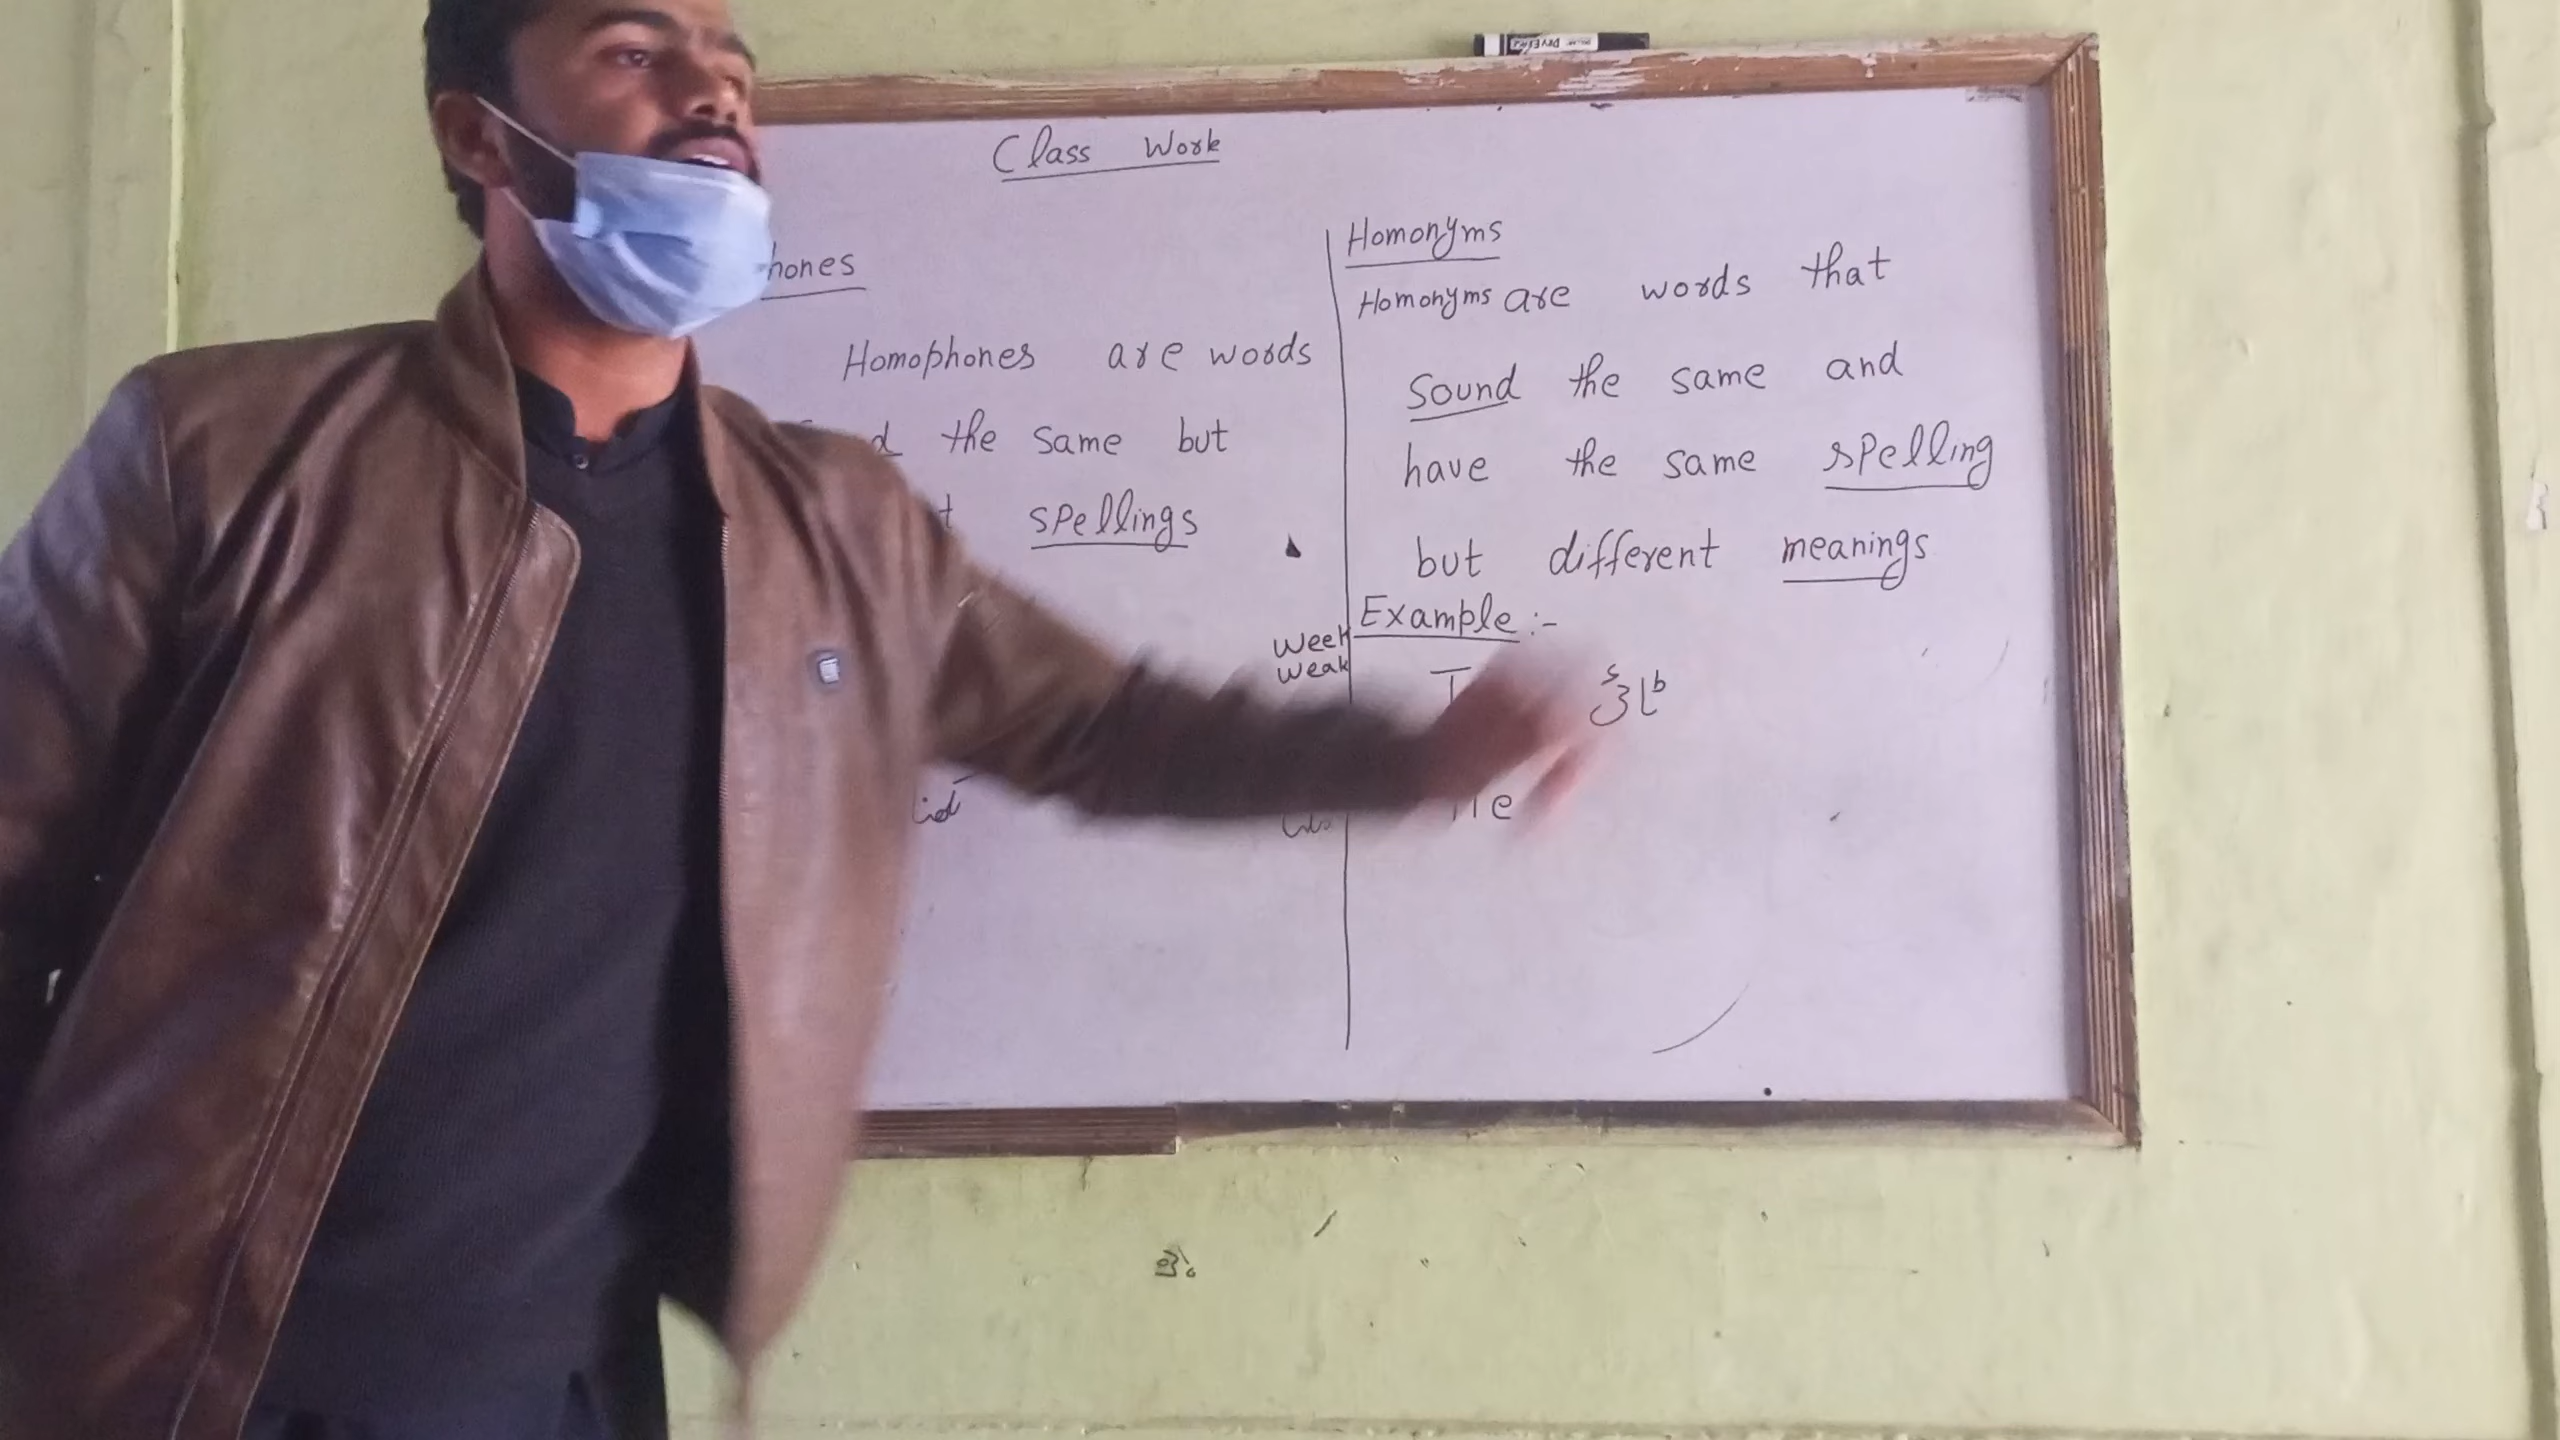 Class Work
hones
Homophones are words
d the same but
t spellings
Week
Weak
Homonyms
Homonyms are words that
Sound the same and
have the same spelling
but different meanings
Example :-